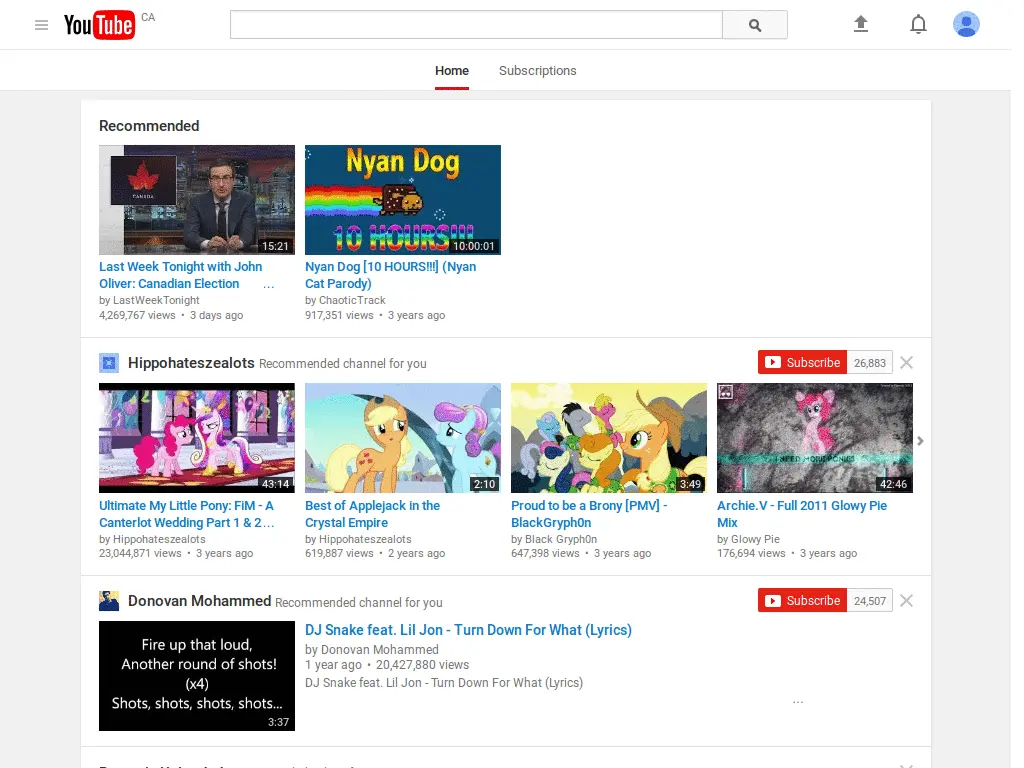 YouTube CA
Home Subscriptions
Recommended
CANADA
15:21
Nyan Dog
10 HOURS!!!
10:00:01
Last Week Tonight with John
Oliver: Canadian Election ...
by LastWeekTonight
4,269,767 views • 3 days ago
Nyan Dog [10 HOURS!!!] (Nyan
Cat Parody)
by ChaoticTrack
917,351 views • 3 years ago
Hippohateszealots Recommended channel for you
Subscribe 26,883
43:14
2:10
3:49
I NEED MORE PONIES
42:46
Ultimate My Little Pony: FiM - A
Canterlot Wedding Part 1 & 2...
by Hippohateszealots
23,044,871 views • 3 years ago
Best of Applejack in the
Crystal Empire
by Hippohateszealots
619,887 views • 2 years ago
Proud to be a Brony [PMV] -
BlackGryph0n
by Black Gryph0n
647,398 views • 3 years ago
Archie.V - Full 2011 Glowy Pie
Mix
by Glowy Pie
176,694 views • 3 years ago
Donovan Mohammed Recommended channel for you
Subscribe 24,507
Fire up that loud,
Another round of shots!
(x4)
Shots, shots, shots, shots...
3:37
DJ Snake feat. Lil Jon - Turn Down For What (Lyrics)
by Donovan Mohammed
1 year ago • 20,427,880 views
DJ Snake feat. Lil Jon - Turn Down For What (Lyrics)
...